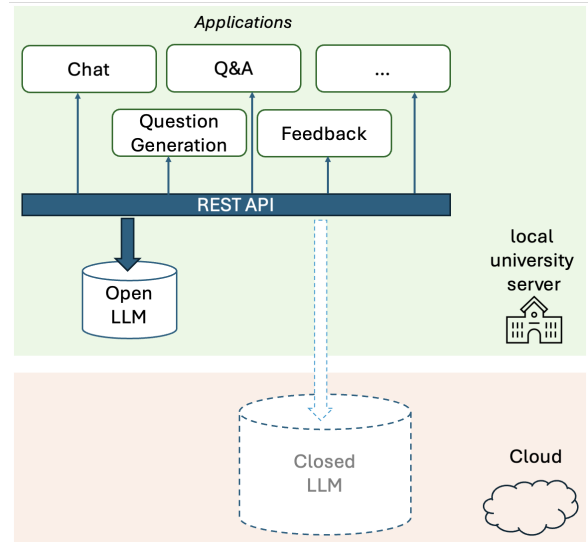 Applications
Chat
Q&A
...
Question
Generation
Feedback
REST API
Open
LLM
local
university
server
Closed
LLM
Cloud